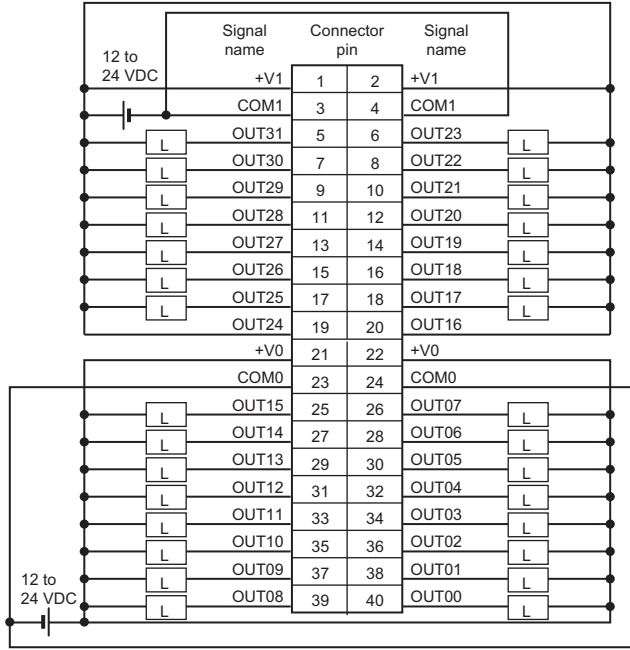 Signal name Connector pin Signal name
12 to 24 VDC
+V1 1 2 +V1
COM1 3 4 COM1
L OUT31 5 6 OUT23 L
L OUT30 7 8 OUT22 L
L OUT29 9 10 OUT21 L
L OUT28 11 12 OUT20 L
L OUT27 13 14 OUT19 L
L OUT26 15 16 OUT18 L
L OUT25 17 18 OUT17 L
OUT24 19 20 OUT16
+V0 21 22 +V0
COM0 23 24 COM0
L OUT15 25 26 OUT07 L
L OUT14 27 28 OUT06 L
L OUT13 29 30 OUT05 L
L OUT12 31 32 OUT04 L
L OUT11 33 34 OUT03 L
L OUT10 35 36 OUT02 L
L OUT09 37 38 OUT01 L
12 to 24 VDC
L OUT08 39 40 OUT00 L